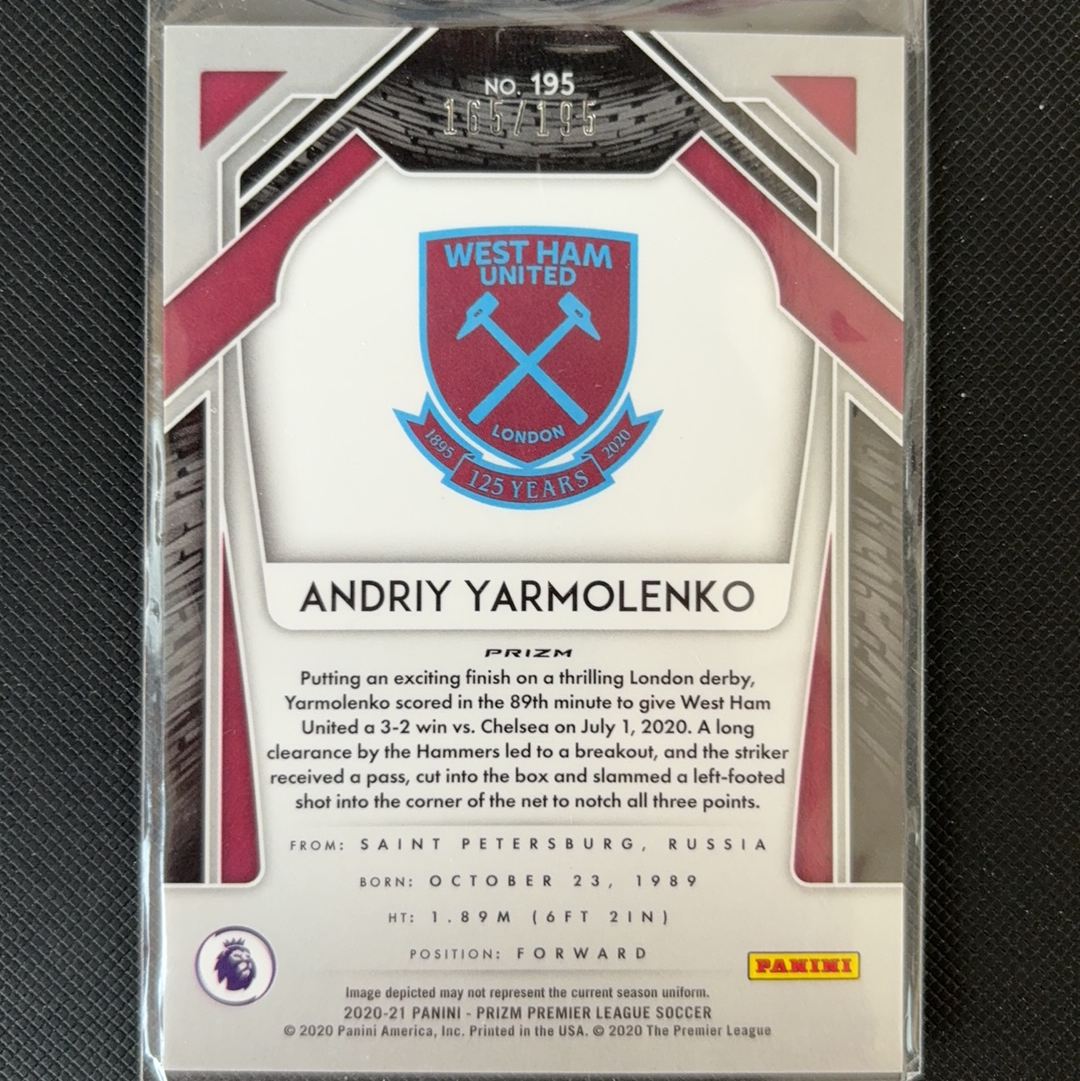 NO. 195
165/195
WEST HAM
UNITED
LONDON
1895
125 YEARS
2020
ANDRIY YARMOLENKO
PRIZM
Putting an exciting finish on a thrilling London derby,
Yarmolenko scored in the 89th minute to give West Ham
United a 3-2 win vs. Chelsea on July 1, 2020. A long
clearance by the Hammers led to a breakout, and the striker
received a pass, cut into the box and slammed a left-footed
shot into the corner of the net to notch all three points.
FROM: SAINT PETERSBURG, RUSSIA
BORN: OCTOBER 23, 1989
HT: 1.89M (6FT 2IN)
POSITION: FORWARD
PANINI
Image depicted may not represent the current season uniform.
2020-21 PANINI - PRIZM PREMIER LEAGUE SOCCER
© 2020 Panini America, Inc. Printed in the USA. © 2020 The Premier League